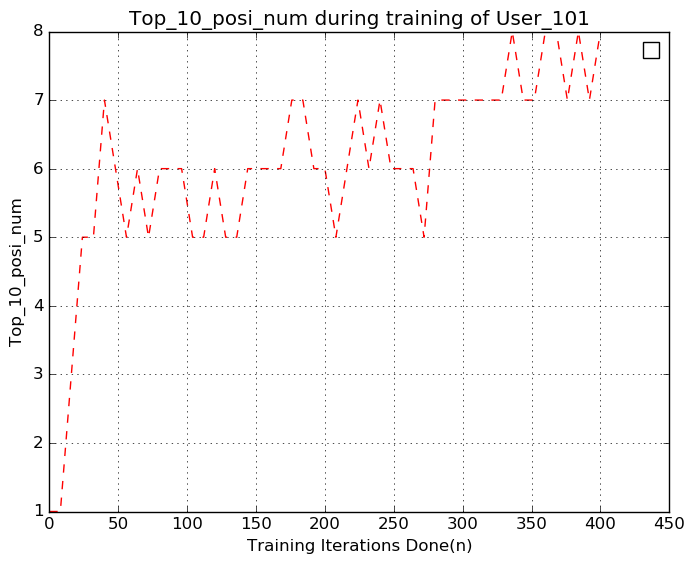 Top_10_posi_num during training of User_101
8
7
6
5
4
3
2
1
Top_10_posi_num
0 50 100 150 200 250 300 350 400 450
Training Iterations Done(n)